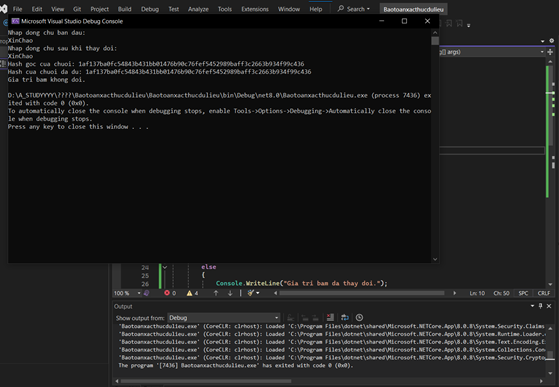 File Edit View Git Project Build Debug Test Analyze Tools Extensions Window Help Search Baotoanxacthucdulieu
Microsoft Visual Studio Debug Console
Nhap dong chu ban dau:
XinChao
Nhap dong chu sau khi thay doi:
XinChao
Hash goc cua chuoi: 1af137ba0fc54843b431bb01476b90c76fef5452989baff3c2663b934f99c436
Hash cua chuoi da du: 1af137ba0fc54843b431bb01476b90c76fef5452989baff3c2663b934f99c436
Gia tri bam khong doi.
D:\A_STUDYYYY\????\Baotoanxacthucdulieu\Baotoanxacthucdulieu\bin\Debug\net8.0\Baotoanxacthucdulieu.exe (process 7436) ex
ited with code 0 (0x0).
To automatically close the console when debugging stops, enable Tools->Options->Debugging->Automatically close the conso
le when debugging stops.
Press any key to close this window . . .
args)
24 else
25 {
26 Console.WriteLine("Gia tri bam da thay doi.");
100 % 0 4 Ln: 10 Ch: 50 SPC CRLF
Output
Show output from: Debug
'Baotoanxacthucdulieu.exe' (CoreCLR: clrhost): Loaded 'C:\Program Files\dotnet\shared\Microsoft.NETCore.App\8.0.8\System.Security.Claims
'Baotoanxacthucdulieu.exe' (CoreCLR: clrhost): Loaded 'C:\Program Files\dotnet\shared\Microsoft.NETCore.App\8.0.8\System.Runtime.Loader.
'Baotoanxacthucdulieu.exe' (CoreCLR: clrhost): Loaded 'C:\Program Files\dotnet\shared\Microsoft.NETCore.App\8.0.8\System.Text.Encoding.E
'Baotoanxacthucdulieu.exe' (CoreCLR: clrhost): Loaded 'C:\Program Files\dotnet\shared\Microsoft.NETCore.App\8.0.8\System.Collections.Con
'Baotoanxacthucdulieu.exe' (CoreCLR: clrhost): Loaded 'C:\Program Files\dotnet\shared\Microsoft.NETCore.App\8.0.8\System.Security.Crypto
The program '[7436] Baotoanxacthucdulieu.exe' has exited with code 0 (0x0).